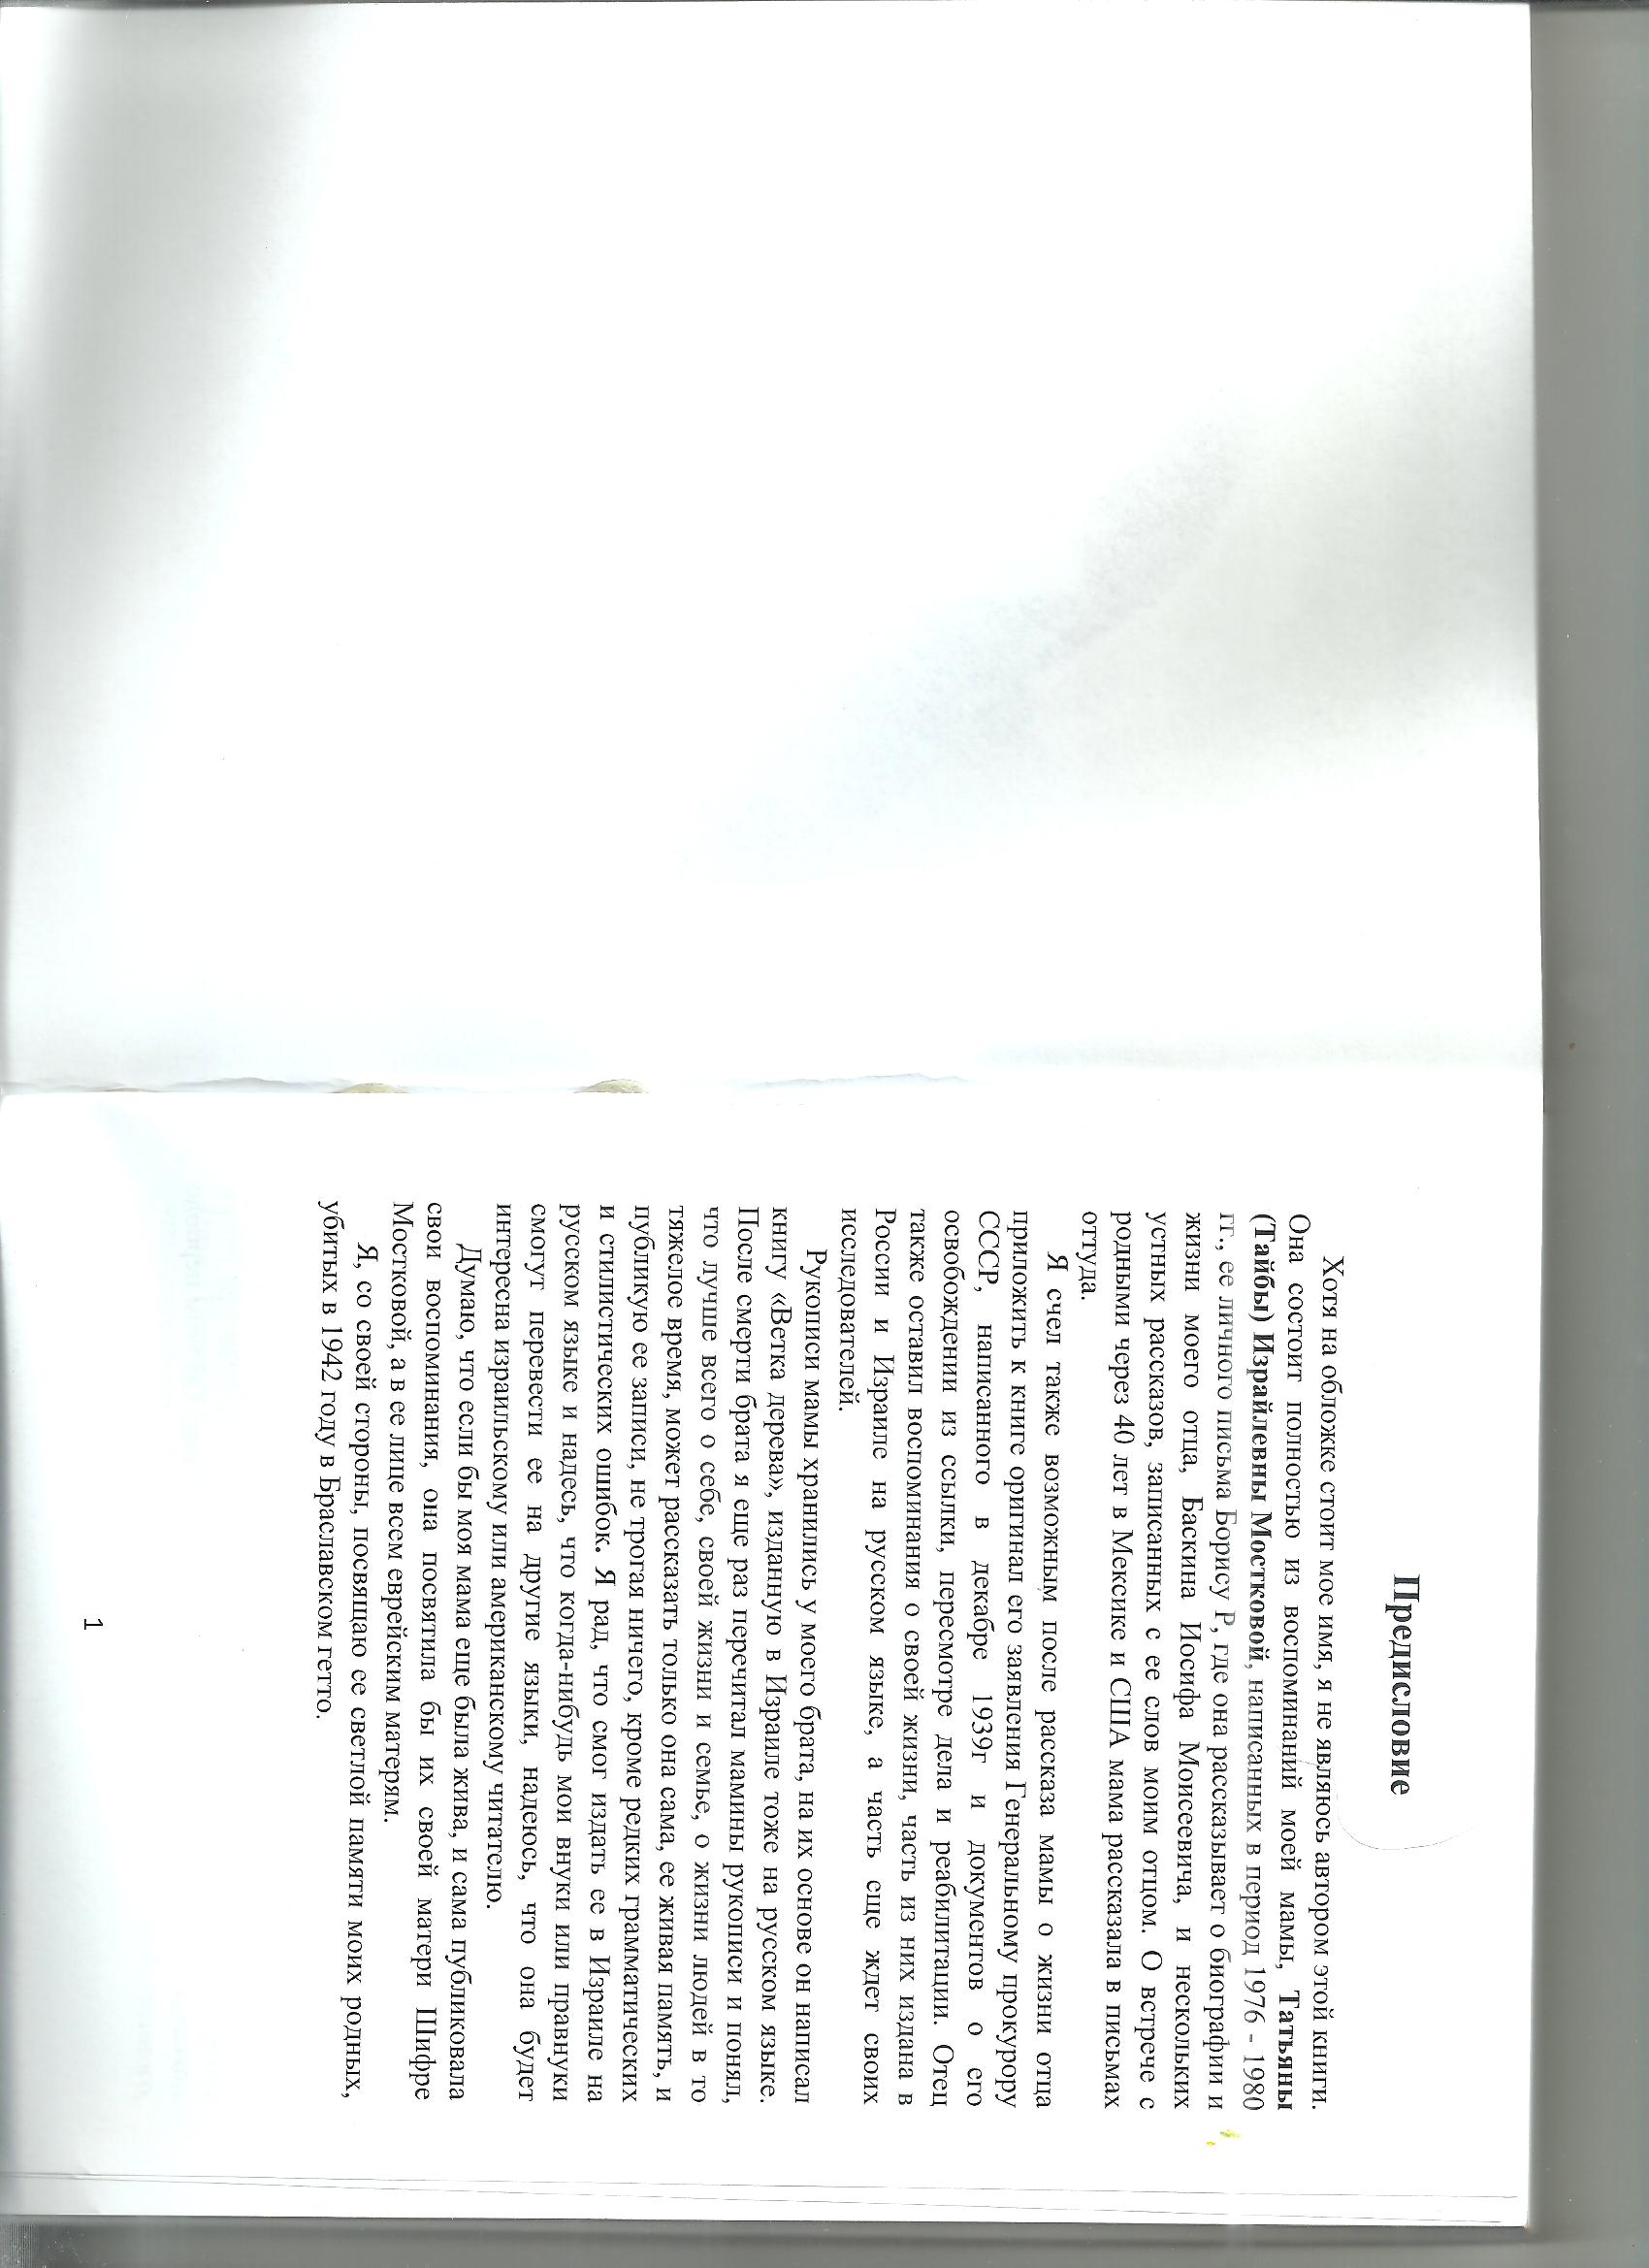 Предисловие
Хотя на обложке стоит мое имя, я не являюсь автором этой книги.
Она состоит полностью из воспоминаний моей мамы, Татьяны
(Тайбы) Израйлевны Мостковой, написанных в период 1976 - 1980
гг., ее личного письма Борису Р, где она рассказывает о биографии и
жизни моего отца, Баскина Иосифа Моисеевича, и нескольких
устных рассказов, записанных с ее слов моим отцом. О встрече с
родными через 40 лет в Мексике и США мама рассказала в письмах
оттуда.
Я счел также возможным после рассказа мамы о жизни отца
приложить к книге оригинал его заявления Генеральному прокурору
СССР, написанного в декабре 1939г и документов о его
освобождении из ссылки, пересмотре дела и реабилитации. Отец
также оставил воспоминания о своей жизни, часть из них издана в
России и Израиле на русском языке, а часть еще ждет своих
исследователей.
Рукописи мамы хранились у моего брата, на их основе он написал
книгу «Ветка дерева», изданную в Израиле тоже на русском языке.
После смерти брата я еще раз перечитал мамины рукописи и понял,
что лучше всего о себе, своей жизни и семье, о жизни людей в то
тяжелое время, может рассказать только она сама, ее живая память, и
публикую ее записи, не трогая ничего, кроме редких грамматических
и стилистических ошибок. Я рад, что смог издать ее в Израиле на
русском языке и надесь, что когда-нибудь мои внуки или правнуки
смогут перевести ее на другие языки, надеюсь, что она будет
интересна израильскому или американскому читателю.
Думаю, что если бы моя мама еще была жива, и сама публиковала
свои воспоминания, она посвятила бы их своей матери Шифре
Мостковой, а в ее лице всем еврейским матерям.
Я, со своей стороны, посвящаю ее светлой памяти моих родных,
убитых в 1942 году в Браславском гетто.
1